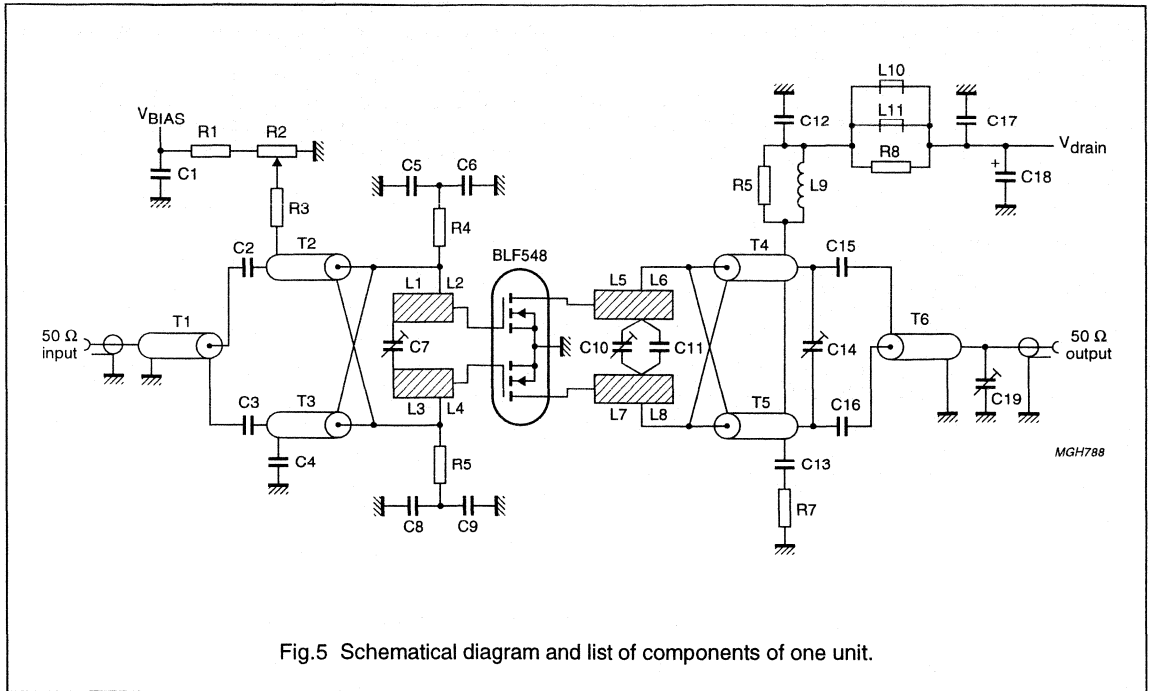 L10
L11
C12
C17
V_BIAS
R1
R2
R8
V_drain
C1
C5
C6
R5
L9
+
C18
R3
R4
C2
T2
BLF548
T4
C15
L1
L2
L5
L6
50 Ω
input
T1
C7
C10
C11
C14
T6
50 Ω
output
C3
T3
L3
L4
L7
L8
T5
C16
C19
C4
R5
C13
MGH788
C8
C9
R7
Fig.5 Schematical diagram and list of components of one unit.